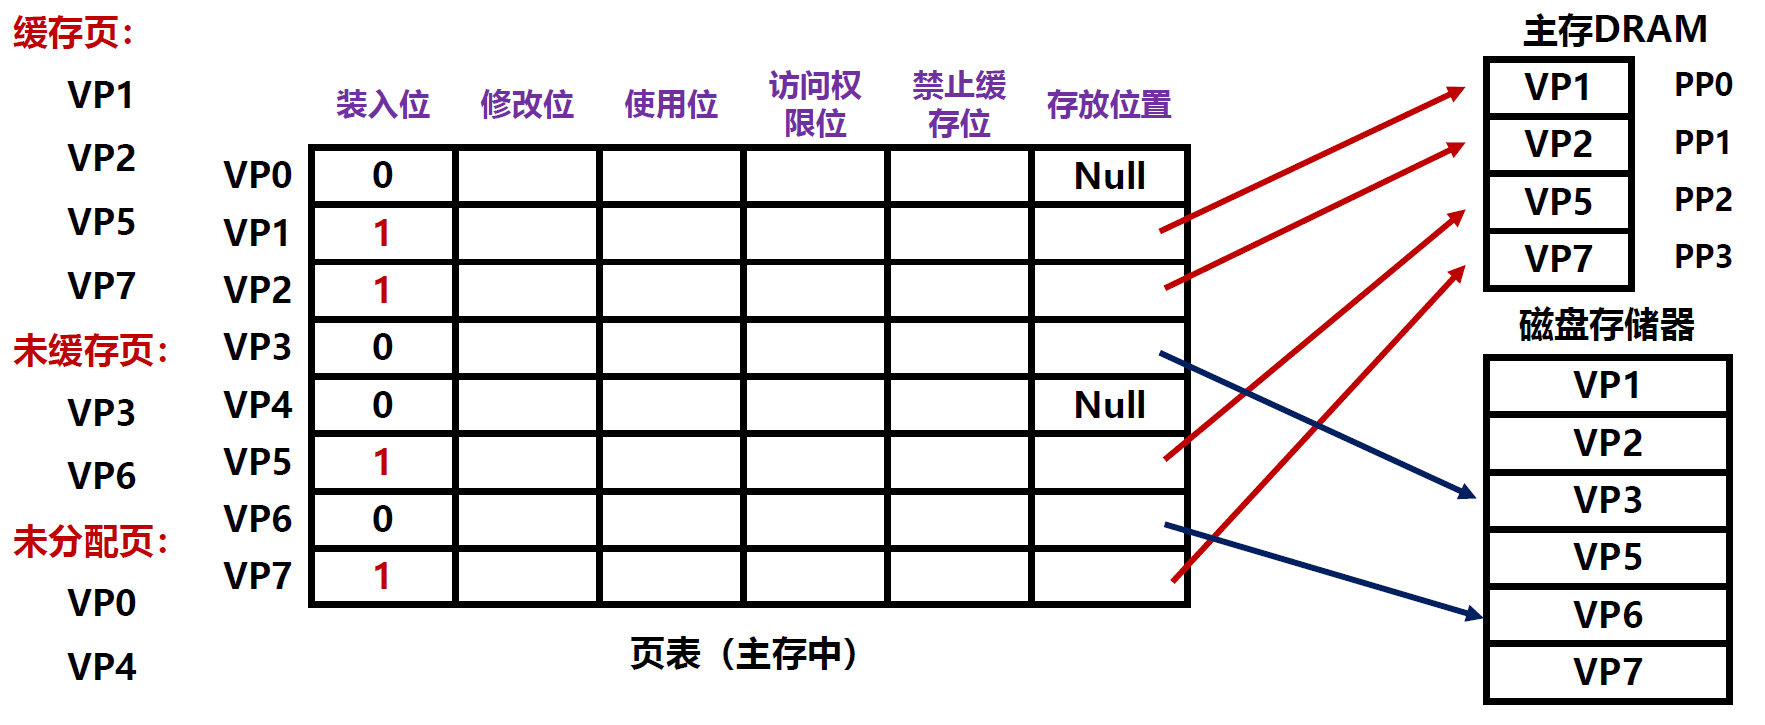 缓存页：
VP1
VP2
VP5
VP7
未缓存页：
VP3
VP6
未分配页：
VP0
VP4
装入位 修改位 使用位 访问权限位 禁止缓存位 存放位置
VP0 0 Null
VP1 1
VP2 1
VP3 0
VP4 0 Null
VP5 1
VP6 0
VP7 1
页表（主存中）
主存DRAM
VP1 PP0
VP2 PP1
VP5 PP2
VP7 PP3
磁盘存储器
VP1
VP2
VP3
VP5
VP6
VP7